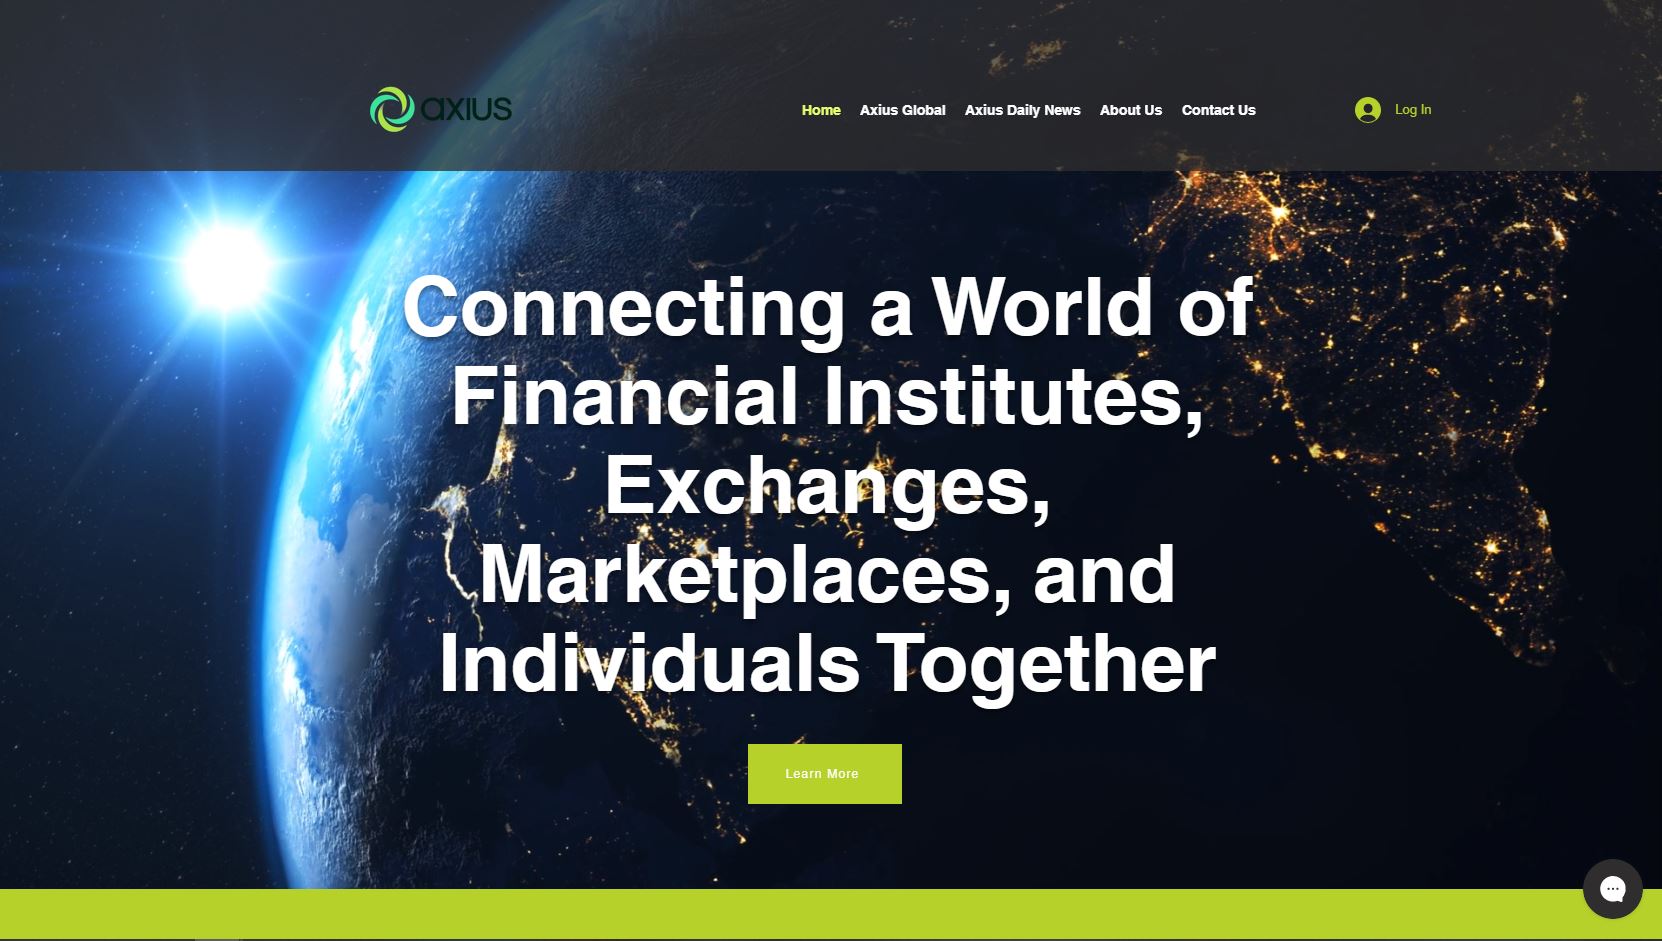 axius
Home Axius Global Axius Daily News About Us Contact Us Log In
Connecting a World of
Financial Institutes,
Exchanges,
Marketplaces, and
Individuals Together
Learn More